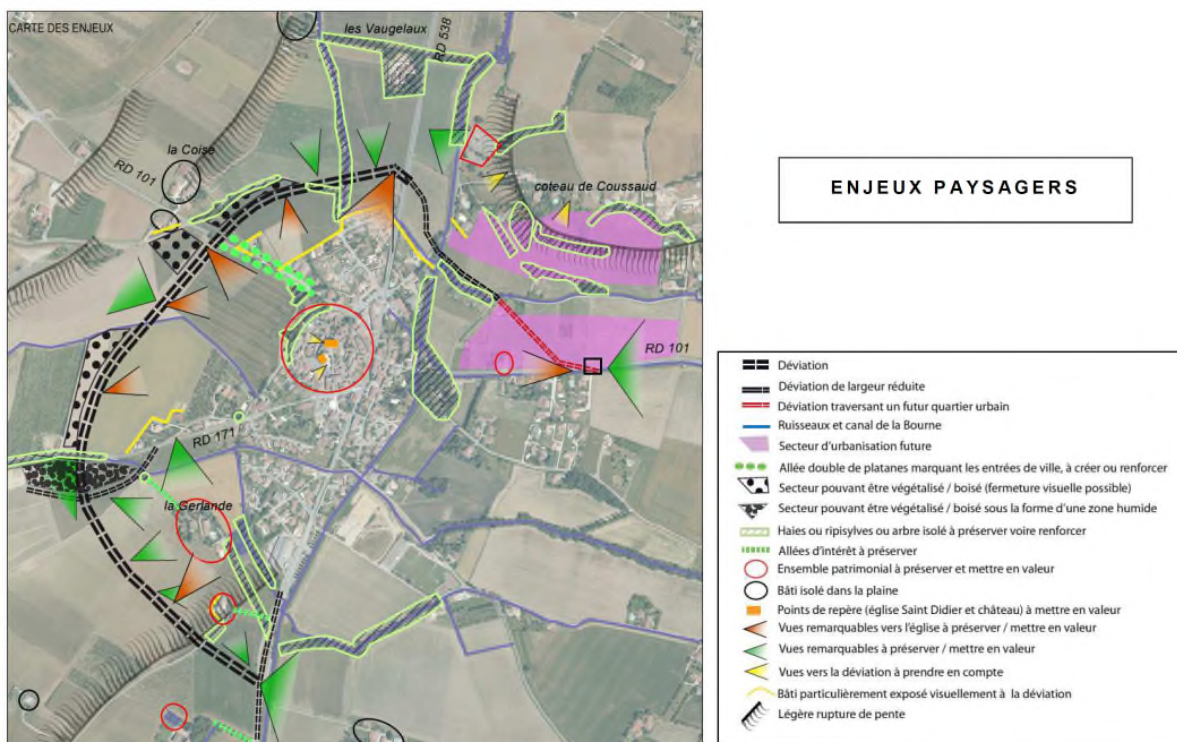 CARTE DES ENJEUX
les Vaugelaux
RD 538
la Coise
RD 101
coteau de Coussaud
RD 101
RD 171
la Gerlande
ENJEUX PAYSAGERS
Déviation
Déviation de largeur réduite
Déviation traversant un futur quartier urbain
Ruisseaux et canal de la Bourne
Secteur d'urbanisation future
Allée double de platanes marquant les entrées de ville, à créer ou renforcer
Secteur pouvant être végétalisé / boisé (fermeture visuelle possible)
Secteur pouvant être végétalisé / boisé sous la forme d'une zone humide
Haies ou ripisylves ou arbre isolé à préserver voire renforcer
Allées d'intérêt à préserver
Ensemble patrimonial à préserver et mettre en valeur
Bâti isolé dans la plaine
Points de repère (église Saint Didier et château) à mettre en valeur
Vues remarquables vers l'église à préserver / mettre en valeur
Vues remarquables à préserver / mettre en valeur
Vues vers la déviation à prendre en compte
Bâti particulièrement exposé visuellement à la déviation
Légère rupture de pente